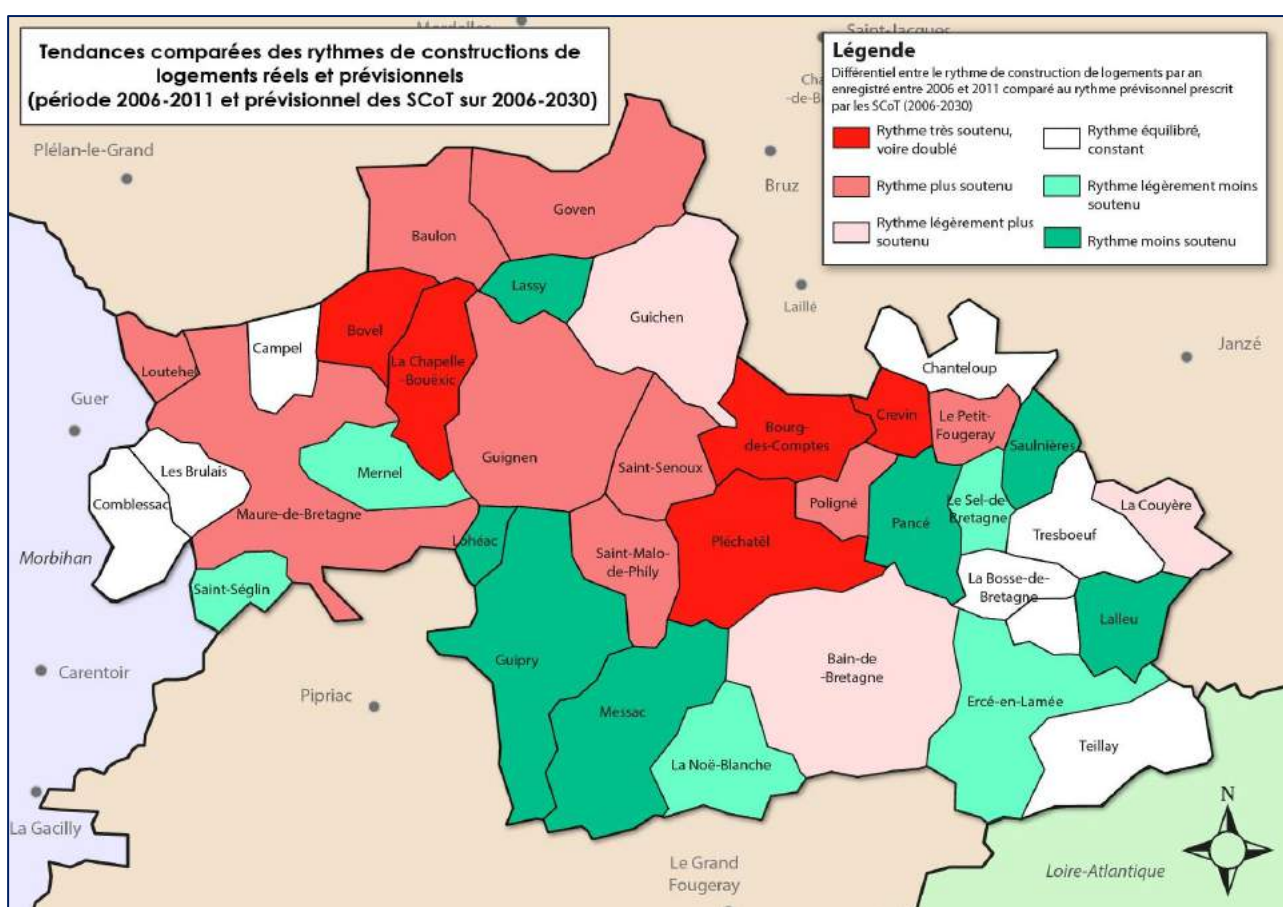 Tendances comparées des rythmes de constructions de
logements réels et prévisionnels
(période 2006-2011 et prévisionnel des SCoT sur 2006-2030)
Légende
Différentiel entre le rythme de construction de logements par an
enregistré entre 2006 et 2011 comparé au rythme prévisonnel prescrit
par les SCoT (2006-2030)
Rythme très soutenu,
voire doublé
Rythme plus soutenu
Rythme légèrement plus
soutenu
Rythme équilibré,
constant
Rythme légèrement moins
soutenu
Rythme moins soutenu
Saint-Jacques
-de-B
Plélan-le-Grand
Bruz
Goven
Baulon
Lassy
Laillé
Guichen
Bovel
Campel
Janzé
Loutehel
La Chapelle
-Bouëxic
Chanteloup
Guer
Crevin
Le Petit-
Fougeray
Bourg-
des-Comptes
Saulnières
Guignen
Saint-Senoux
Les Brulais
Mernel
Comblessac
Poligné
Le Sel-de-
Bretagne
La Couyère
Maure-de-Bretagne
Pancé
Tresboeuf
Lohéac
Pléchatêl
Morbihan
Saint-Malo-
de-Phily
La Bosse-de-
Bretagne
Saint-Séglin
Lalleu
Guipry
Bain-de
-Bretagne
Carentoir
Pipriac
Ercé-en-Lamée
Messac
Teillay
La Noë-Blanche
N
La Gacilly
Le Grand
Fougeray
Loire-Atlantique